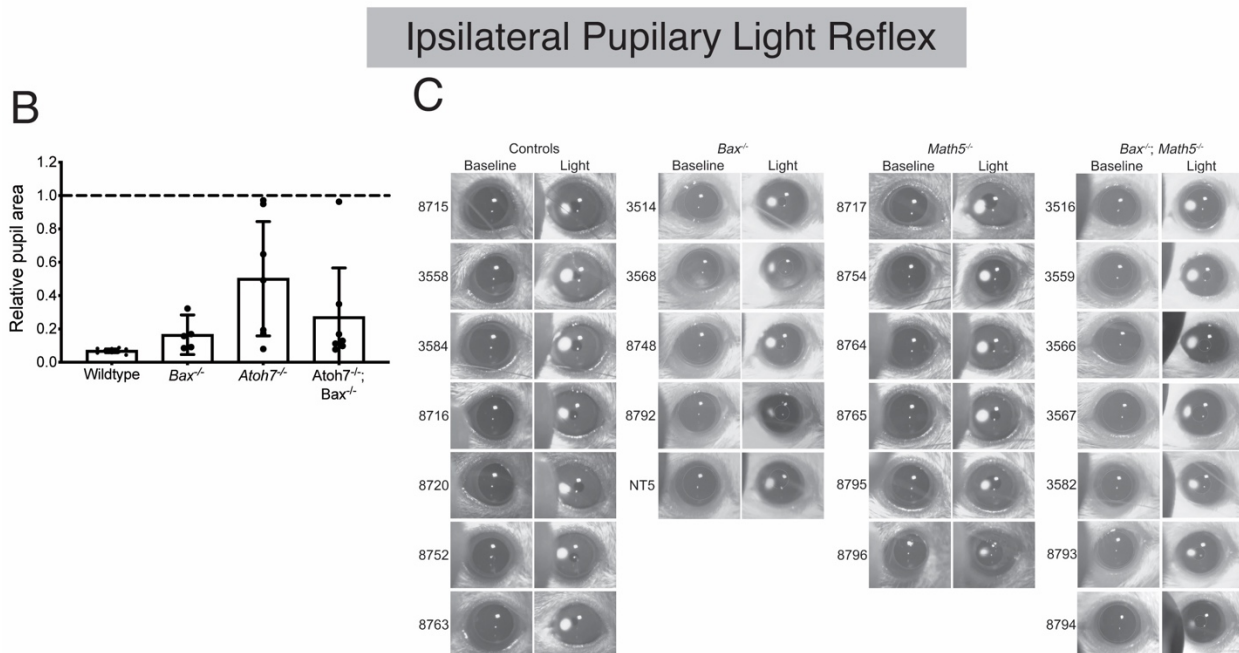 Ipsilateral Pupilary Light Reflex
B
Relative pupil area
1.2
1.0
0.8
0.6
0.4
0.2
0.0
Wildtype
Bax-/-
Atoh7-/-
Atoh7-/-;
Bax-/-
C
Controls
Baseline Light
8715
3558
3584
8716
8720
8752
8763
Bax-/-
Baseline Light
3514
3568
8748
8792
NT5
Math5-/-
Baseline Light
8717
8754
8764
8765
8795
8796
Bax-/-; Math5-/-
Baseline Light
3516
3559
3566
3567
3582
8793
8794